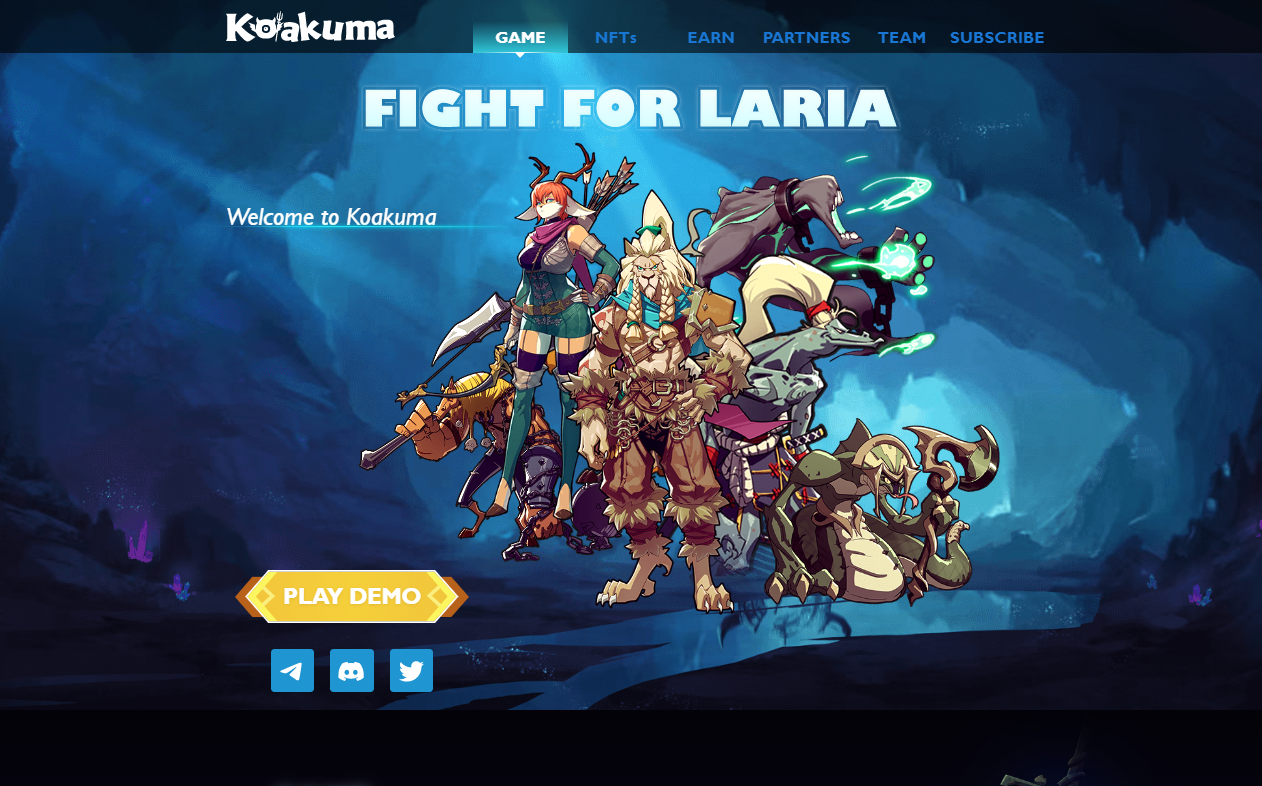 Koakuma
GAME NFTs EARN PARTNERS TEAM SUBSCRIBE
FIGHT FOR LARIA
Welcome to Koakuma
PLAY DEMO